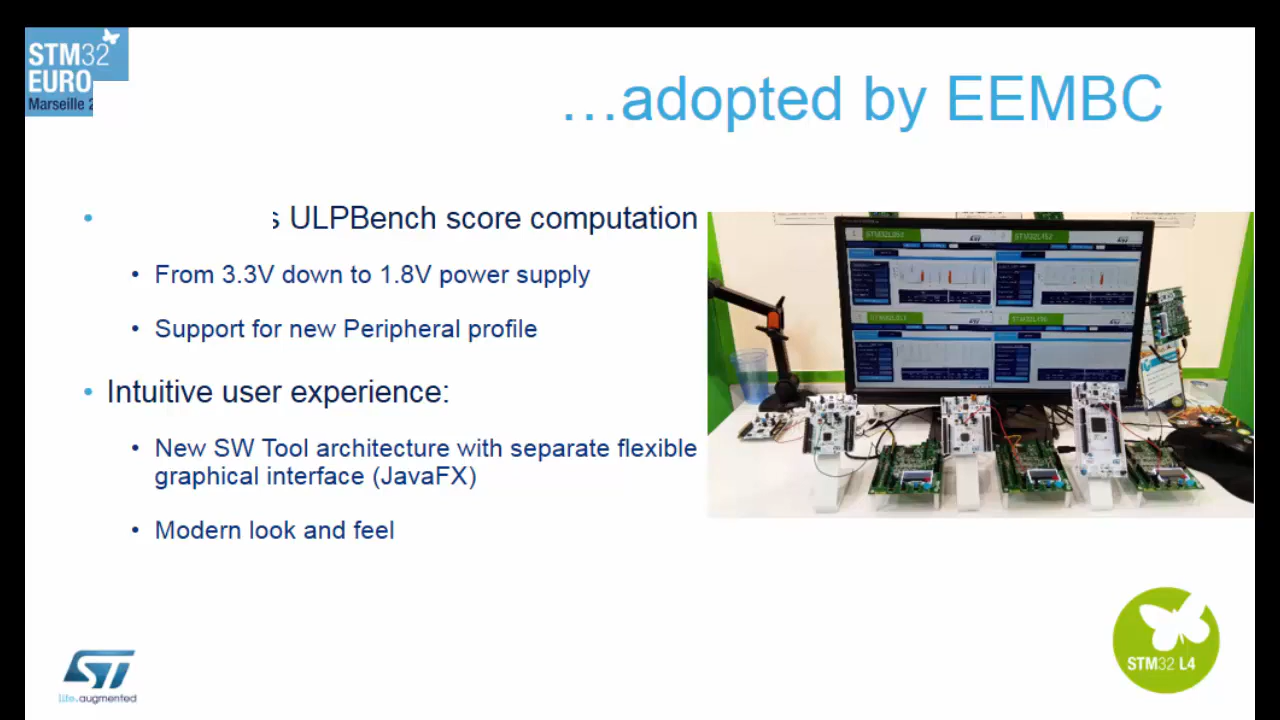 STM32
EURO
Marseille
…adopted by EEMBC
• ULPBench score computation
• From 3.3V down to 1.8V power supply
• Support for new Peripheral profile
• Intuitive user experience:
• New SW Tool architecture with separate flexible
graphical interface (JavaFX)
• Modern look and feel
ST
life.augmented
STM32 L4